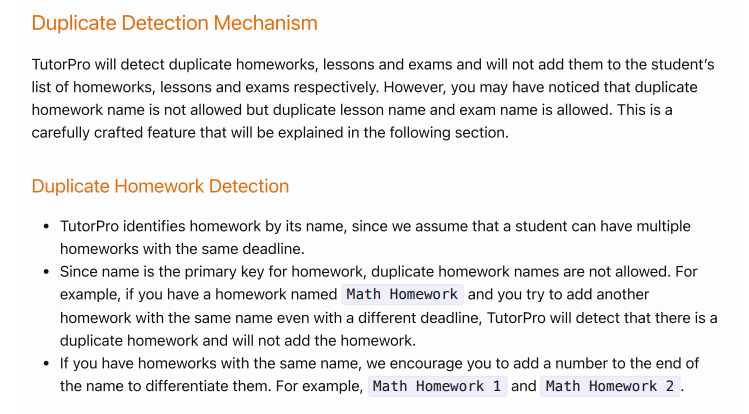 Duplicate Detection Mechanism
TutorPro will detect duplicate homeworks, lessons and exams and will not add them to the student’s
list of homeworks, lessons and exams respectively. However, you may have noticed that duplicate
homework name is not allowed but duplicate lesson name and exam name is allowed. This is a
carefully crafted feature that will be explained in the following section.
Duplicate Homework Detection
• TutorPro identifies homework by its name, since we assume that a student can have multiple
homeworks with the same deadline.
• Since name is the primary key for homework, duplicate homework names are not allowed. For
example, if you have a homework named Math Homework and you try to add another
homework with the same name even with a different deadline, TutorPro will detect that there is a
duplicate homework and will not add the homework.
• If you have homeworks with the same name, we encourage you to add a number to the end of
the name to differentiate them. For example, Math Homework 1 and Math Homework 2.